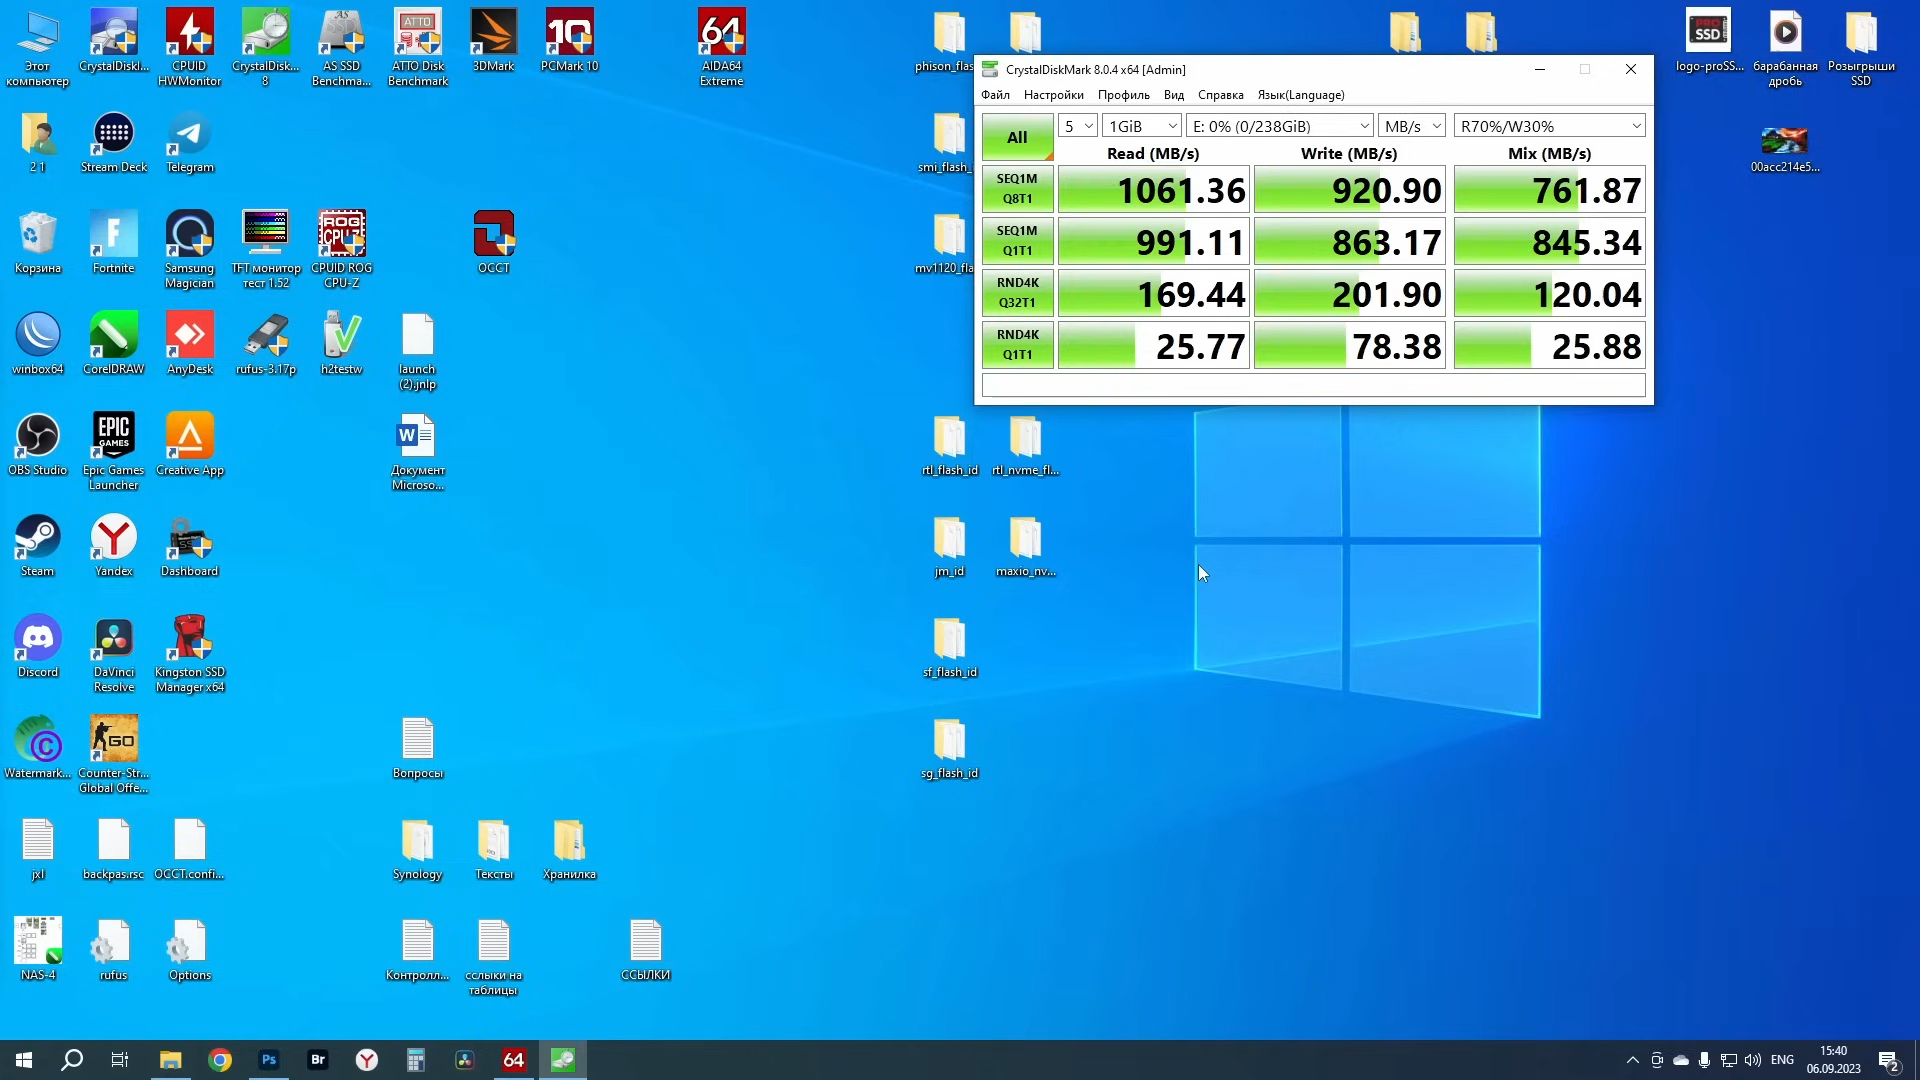 Этот компьютер
CrystalDiskI...
CPUID HWMonitor
CrystalDisk... 8
AS SSD Benchma...
ATTO Disk Benchmark
3DMark
PCMark 10
AIDA64 Extreme
2 1
Stream Deck
Telegram
Корзина
Fortnite
Samsung Magician
TFT монитор тест 1.52
CPUID ROG CPU-Z
OCCT
winbox64
CorelDRAW
AnyDesk
rufus-3.17p
h2testw
launch (2).jnlp
OBS Studio
Epic Games Launcher
Creative App
Документ Microso...
Steam
Yandex
Dashboard
Discord
DaVinci Resolve
Kingston SSD Manager x64
Watermark...
Counter-Str... Global Offe...
Вопросы
jxl
backpas.rsc
OCCT.confi...
Synology
Тексты
Хранилка
NAS-4
rufus
Options
Контролл...
сслыки на таблицы
ССЫЛКИ
phison_flas
smi_flash_i
mv1120_fla
rtl_flash_id
rtl_nvme_fl...
jm_id
maxio_nv...
sf_flash_id
sg_flash_id
CrystalDiskMark 8.0.4 x64 [Admin]
Файл Настройки Профиль Вид Справка Язык(Language)
All 5 1GiB E: 0% (0/238GiB) MB/s R70%/W30%
Read (MB/s) Write (MB/s) Mix (MB/s)
SEQ1M Q8T1 1061.36 920.90 761.87
SEQ1M Q1T1 991.11 863.17 845.34
RND4K Q32T1 169.44 201.90 120.04
RND4K Q1T1 25.77 78.38 25.88
logo-proSS...
барабанная дробь
Розыгрыши SSD
00acc214e5...
ENG
15:40
06.09.2023
2